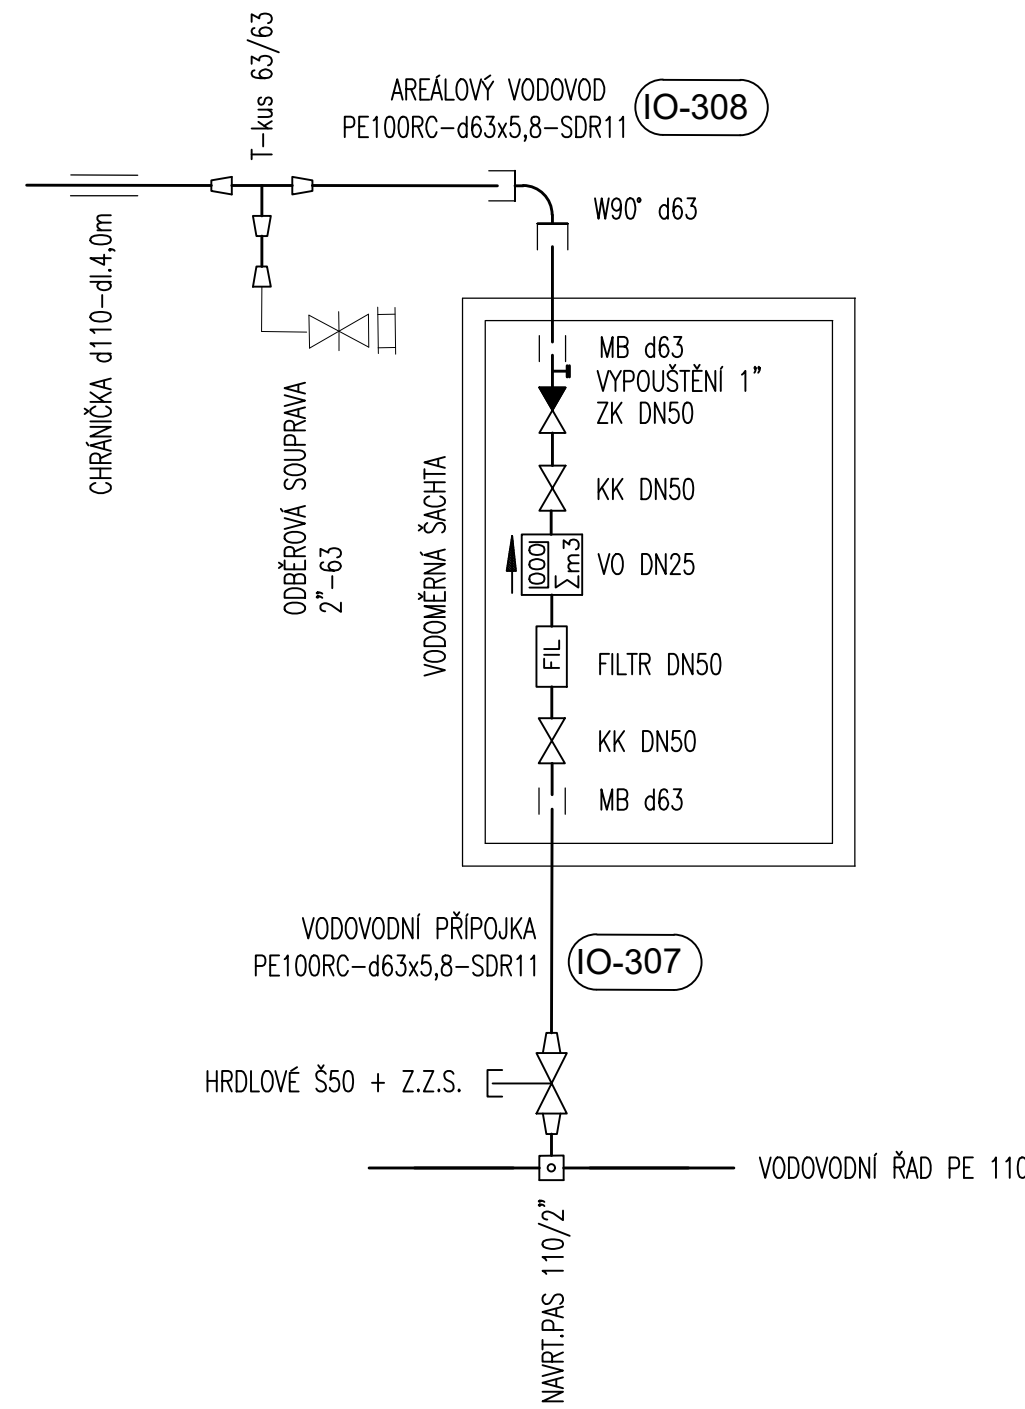 T-kus 63/63
AREÁLOVÝ VODOVOD
PE100RC-d63x5,8-SDR11
IO-308
W90° d63
CHRÁNIČKA d110-dl.4,0m
ODBĚROVÁ SOUPRAVA
2"-63
VODOMĚRNÁ ŠACHTA
MB d63
VYPOUŠTĚNÍ 1"
ZK DN50
KK DN50
000
Σm3
VO DN25
FIL
FILTR DN50
KK DN50
MB d63
VODOVODNÍ PŘÍPOJKA
PE100RC-d63x5,8-SDR11
IO-307
HRDLOVÉ Š50 + Z.Z.S.
VODOVODNÍ ŘAD PE 110
NAVRT.PAS 110/2"